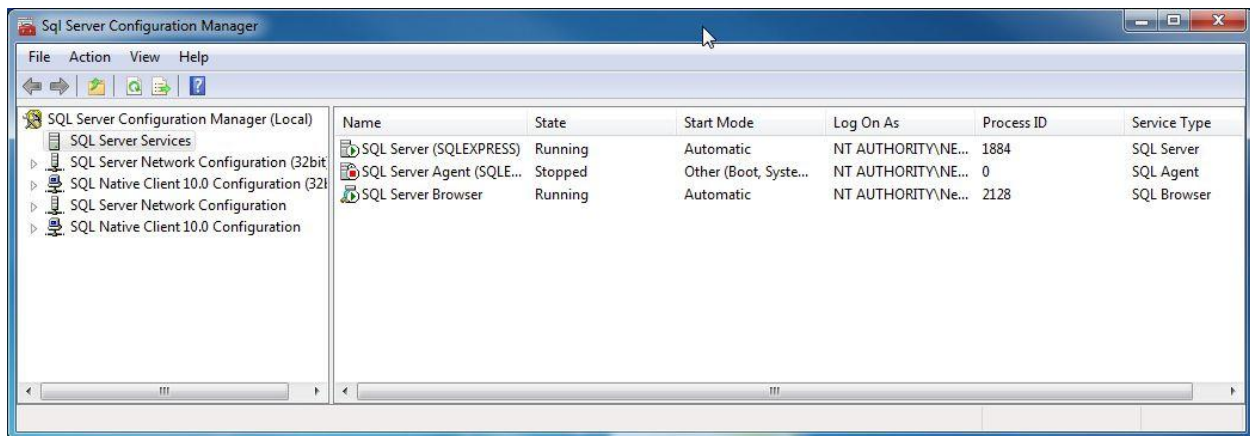 Sql Server Configuration Manager
File Action View Help
SQL Server Configuration Manager (Local)
SQL Server Services
SQL Server Network Configuration (32bit
SQL Native Client 10.0 Configuration (32b
SQL Server Network Configuration
SQL Native Client 10.0 Configuration
Name State Start Mode Log On As Process ID Service Type
SQL Server (SQLEXPRESS) Running Automatic NT AUTHORITY\NE... 1884 SQL Server
SQL Server Agent (SQLE... Stopped Other (Boot, Syste... NT AUTHORITY\NE... 0 SQL Agent
SQL Server Browser Running Automatic NT AUTHORITY\Ne... 2128 SQL Browser